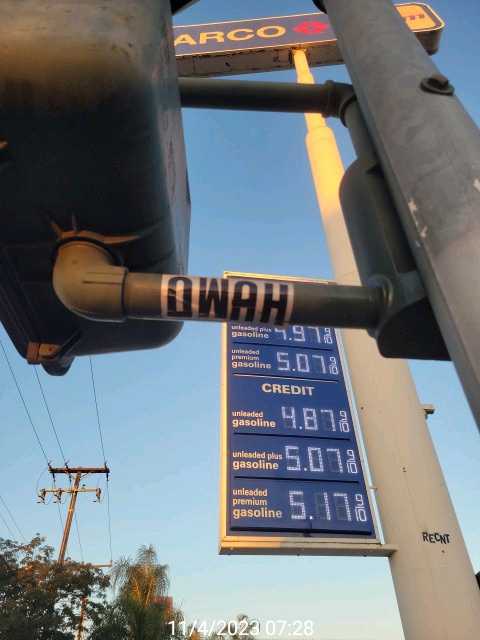 ARCO
m
unleaded plus
gasoline 4.97 9/10
unleaded
premium
gasoline 5.07 9/10
CREDIT
unleaded
gasoline 4.87 9/10
unleaded plus
gasoline 5.07 9/10
unleaded
premium
gasoline 5.17 9/10
RECNT
11/4/2023 07:28